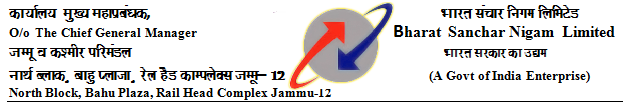 कार्यालय मुख्य महाप्रबंधक,
O/o The Chief General Manager
जम्मू व कश्मीर परिमंडल
नार्थ ब्लाक, बाहु प्लाजा, रेल हैड काम्पलेक्स जम्मू– 12
North Block, Bahu Plaza, Rail Head Complex Jammu-12
भारत संचार निगम लिमिटेड
Bharat Sanchar Nigam Limited
भारत सरकार का उद्यम
(A Govt of India Enterprise)